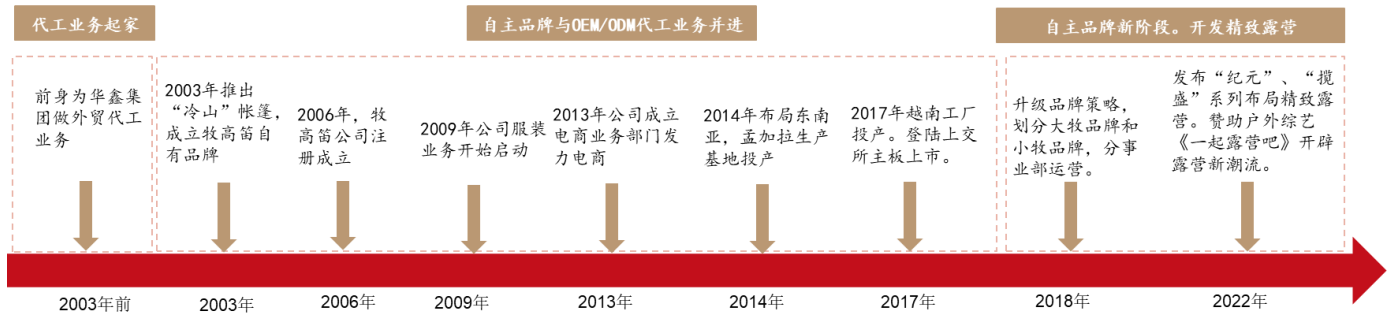 代工业务起家
自主品牌与OEM/ODM代工业务并进
自主品牌新阶段。开发精致露营
前身为华鑫集
团做外贸代工
业务
2003年推出
“冷山”帐篷,
成立牧高笛自
有品牌
2006年,牧
高笛公司注
册成立
2009年公司服装
业务开始启动
2013年公司成立
电商业务部门发
力电商
2014年布局东南
亚,孟加拉生产
基地投产
2017年越南工厂
投产。登陆上交
所主板上市。
升级品牌策略,
划分大牧品牌和
小牧品牌,分事
业部运营。
发布“纪元”、“揽
盛”系列布局精致露
营。赞助户外综艺
《一起露营吧》开辟
露营新潮流。
2003年前
2003年
2006年
2009年
2013年
2014年
2017年
2018年
2022年